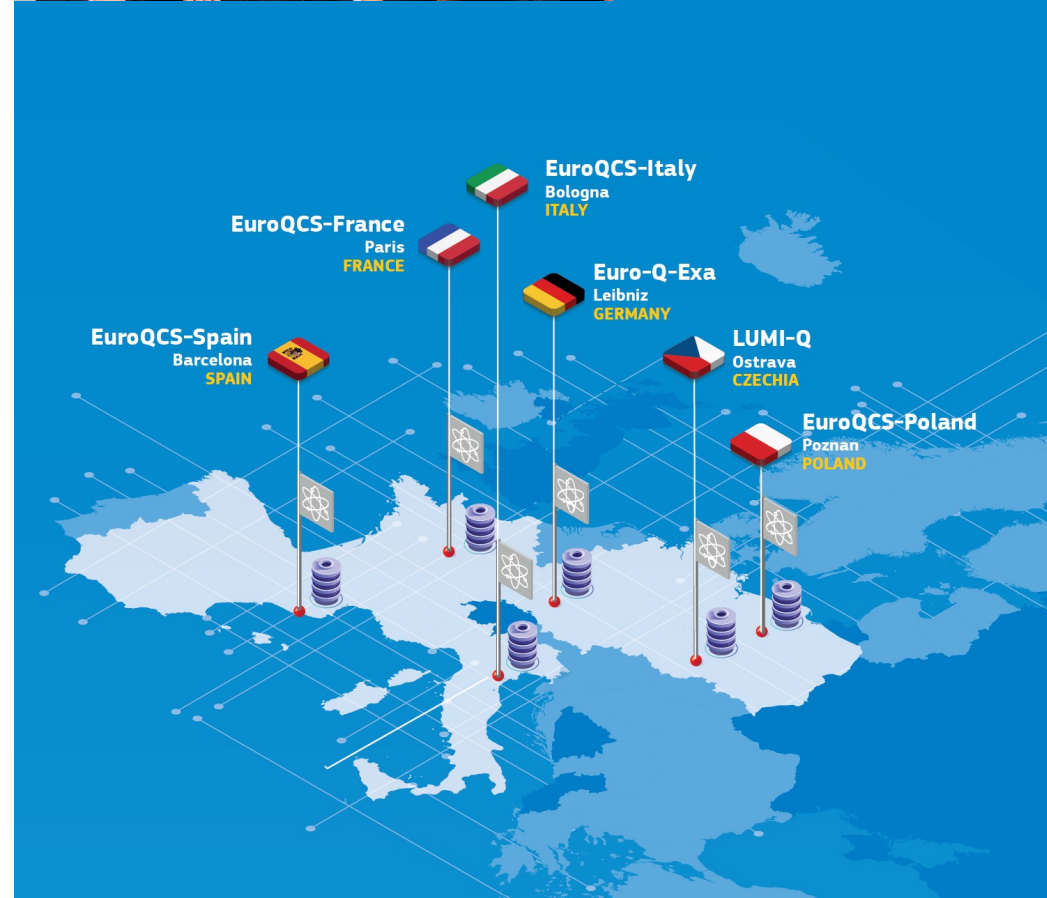 EuroQCS-Italy
Bologna
ITALY
EuroQCS-France
Paris
FRANCE
Euro-Q-Exa
Leibniz
GERMANY
EuroQCS-Spain
Barcelona
SPAIN
LUMI-Q
Ostrava
CZECHIA
EuroQCS-Poland
Poznan
POLAND